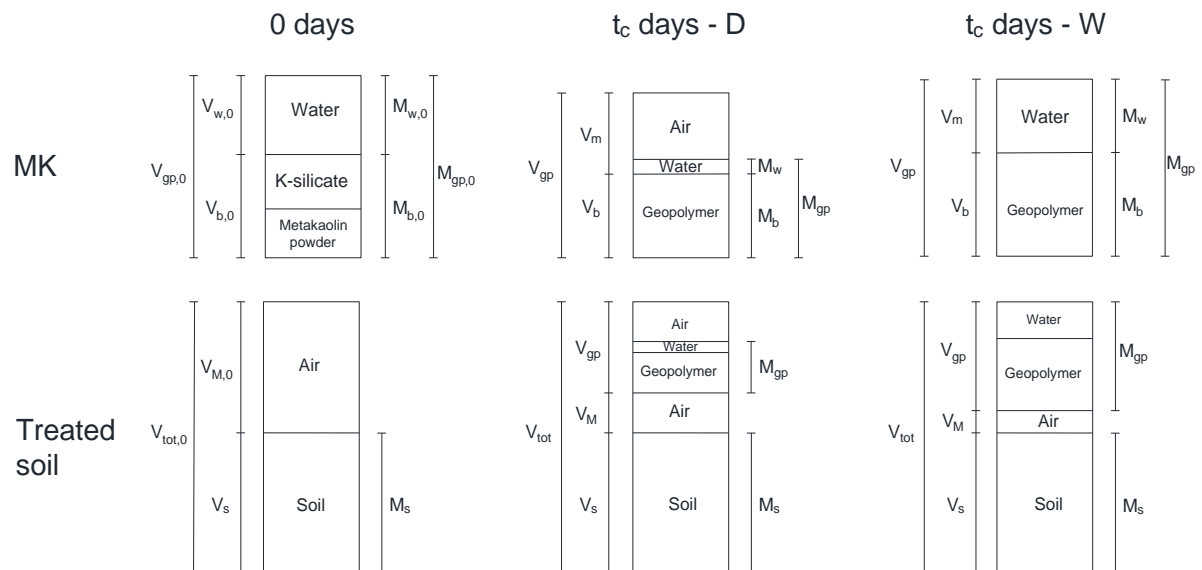 0 days
t_c days - D
t_c days - W
MK
V_w,0
V_gp,0
V_b,0
Water
K-silicate
Metakaolin
powder
M_w,0
M_b,0
M_gp,0
V_m
V_gp
V_b
Air
Water
Geopolymer
M_w
M_b
M_gp
V_m
V_gp
V_b
Water
Geopolymer
M_w
M_b
M_gp
Treated
soil
V_M,0
V_tot,0
V_s
Air
Soil
M_s
V_gp
V_M
V_tot
V_s
Air
Water
Geopolymer
Air
Soil
M_gp
M_s
V_gp
V_M
V_tot
V_s
Water
Geopolymer
Air
Soil
M_gp
M_s